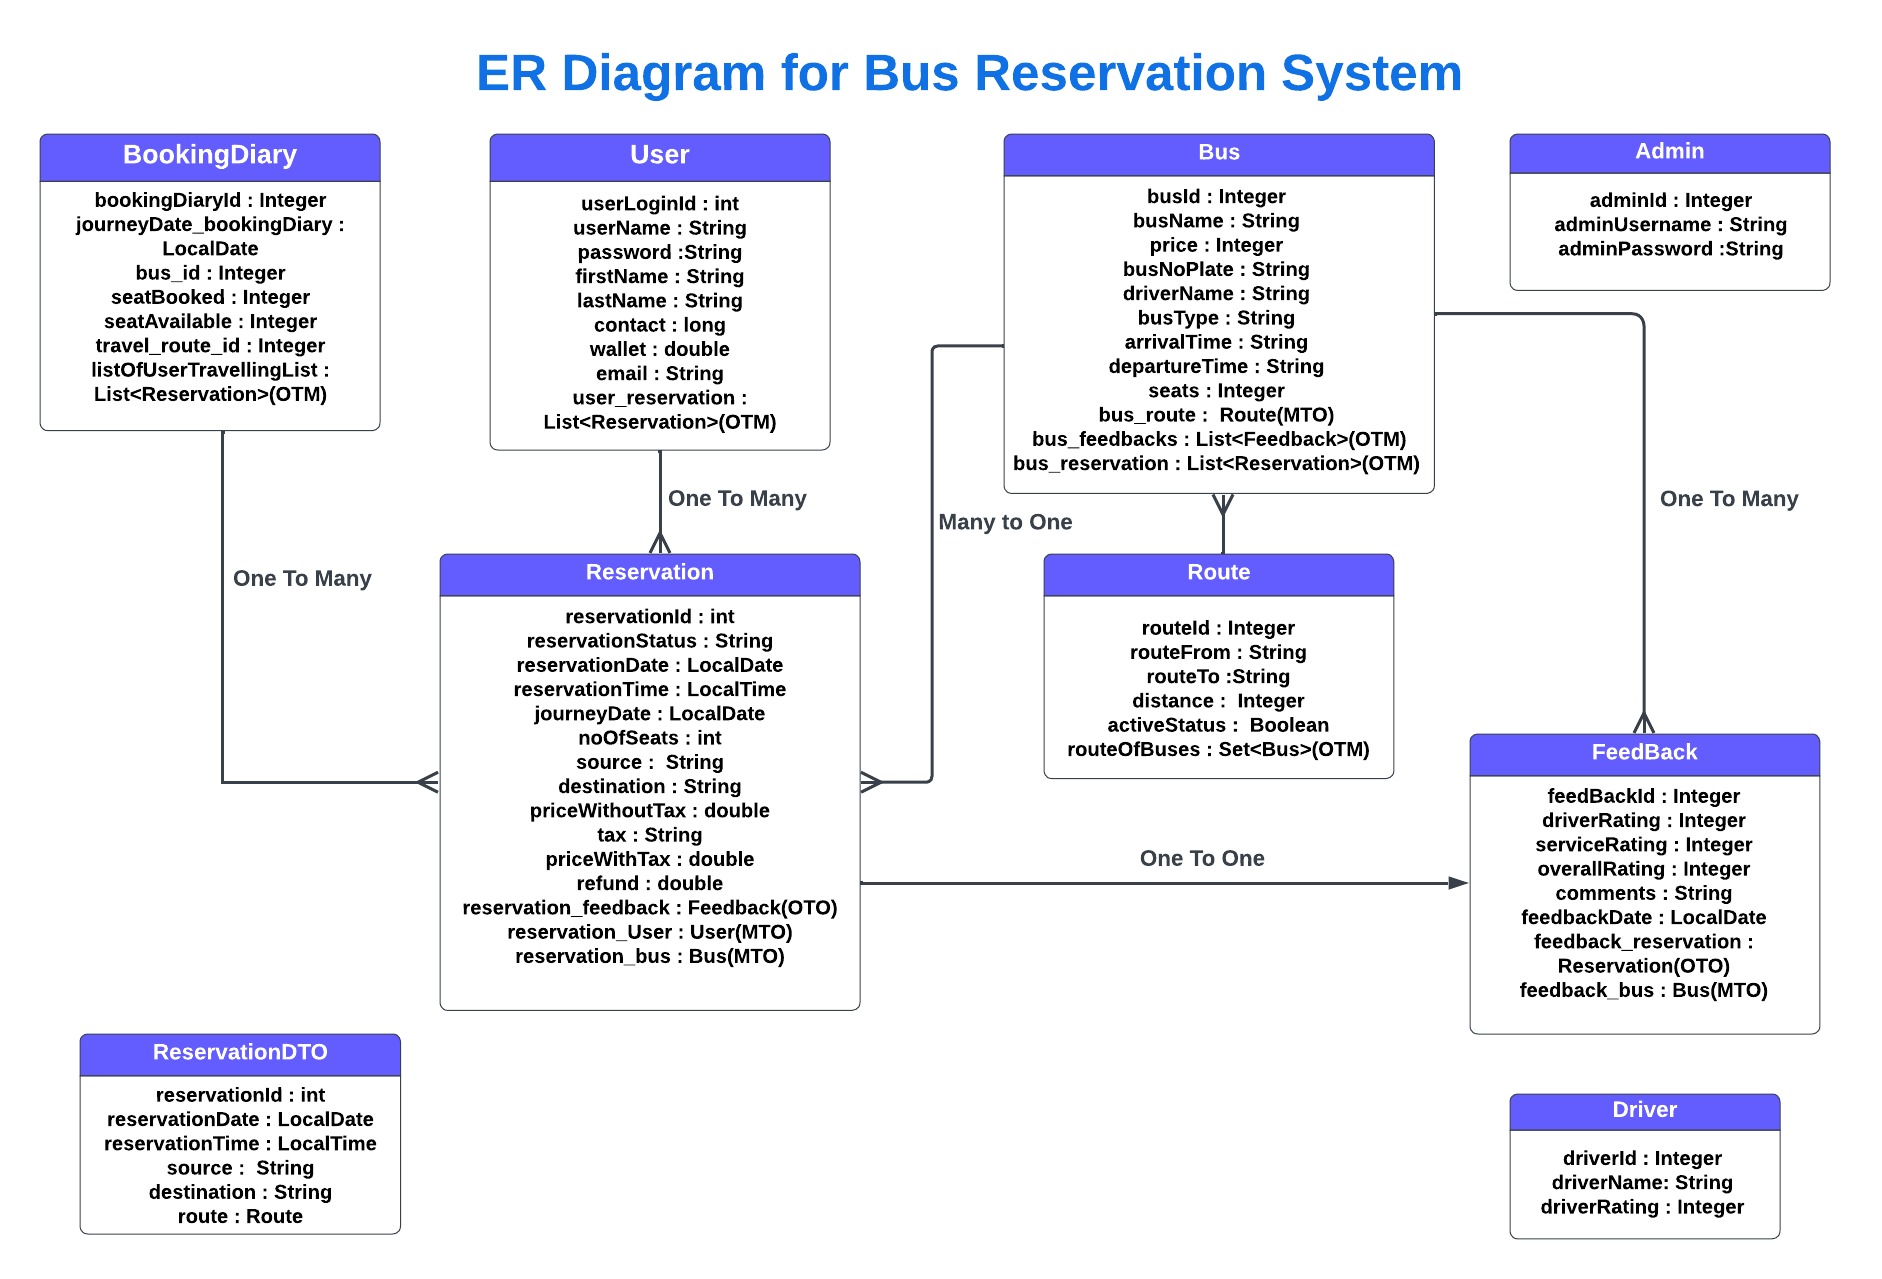 ER Diagram for Bus Reservation System
BookingDiary
bookingDiaryId : Integer
journeyDate_bookingDiary :
LocalDate
bus_id : Integer
seatBooked : Integer
seatAvailable : Integer
travel_route_id : Integer
listOfUserTravellingList :
List<Reservation>(OTM)
User
userLoginId : int
userName : String
password :String
firstName : String
lastName : String
contact : long
wallet : double
email : String
user_reservation :
List<Reservation>(OTM)
Bus
busId : Integer
busName : String
price : Integer
busNoPlate : String
driverName : String
busType : String
arrivalTime : String
departureTime : String
seats : Integer
bus_route :  Route(MTO)
bus_feedbacks : List<Feedback>(OTM)
bus_reservation : List<Reservation>(OTM)
Admin
adminId : Integer
adminUsername : String
adminPassword :String
One To Many
One To Many
Many to One
One To Many
Reservation
reservationId : int
reservationStatus : String
reservationDate : LocalDate
reservationTime : LocalTime
journeyDate : LocalDate
noOfSeats : int
source :  String
destination : String
priceWithoutTax : double
tax : String
priceWithTax : double
refund : double
reservation_feedback : Feedback(OTO)
reservation_User : User(MTO)
reservation_bus : Bus(MTO)
Route
routeId : Integer
routeFrom : String
routeTo :String
distance :  Integer
activeStatus :  Boolean
routeOfBuses : Set<Bus>(OTM)
One To One
FeedBack
feedBackId : Integer
driverRating : Integer
serviceRating : Integer
overallRating : Integer
comments : String
feedbackDate : LocalDate
feedback_reservation :
Reservation(OTO)
feedback_bus : Bus(MTO)
ReservationDTO
reservationId : int
reservationDate : LocalDate
reservationTime : LocalTime
source :  String
destination : String
route : Route
Driver
driverId : Integer
driverName: String
driverRating : Integer